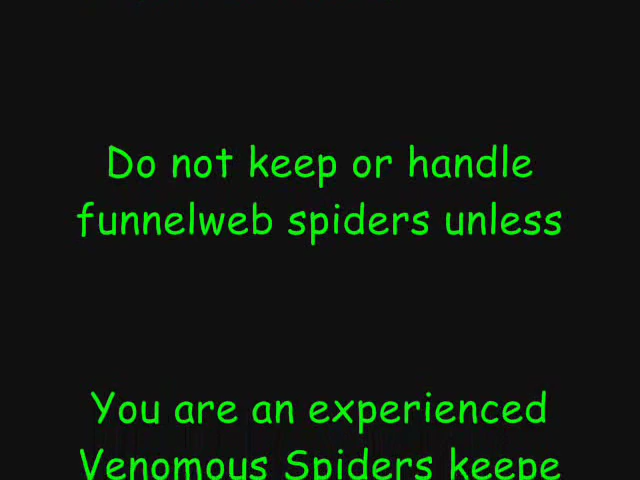 Do not keep or handle
funnelweb spiders unless
You are an experienced
Venomous Spiders keepe